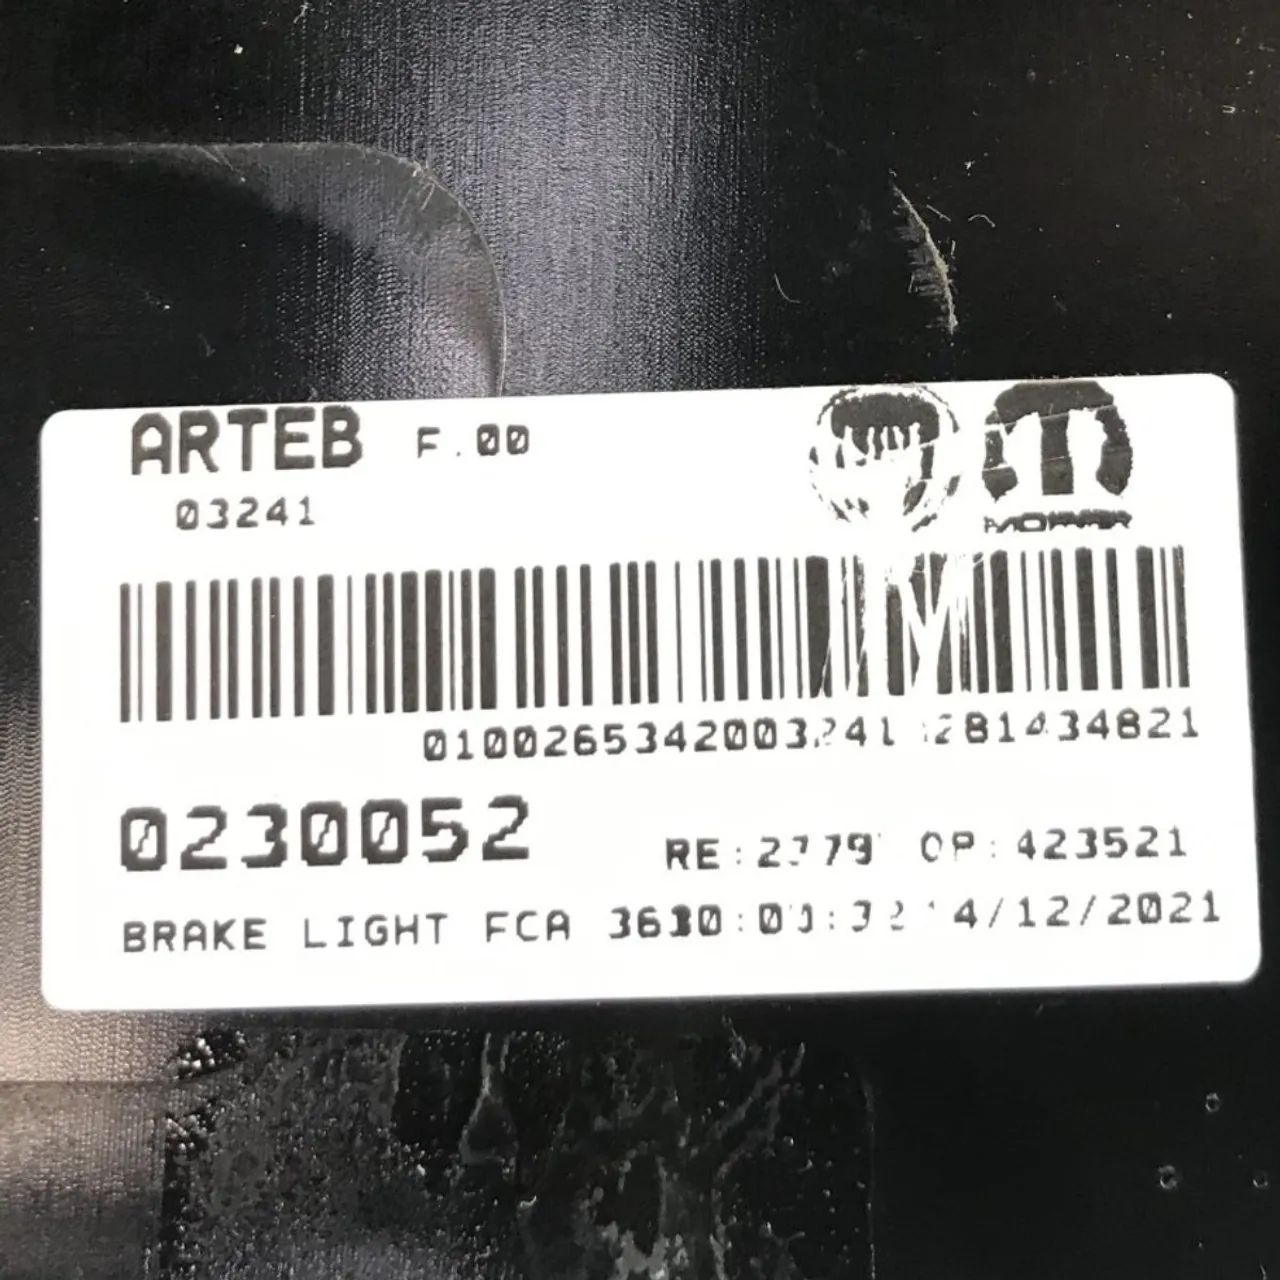 ARTEB F.00
03241
MOPAR
0230052
RE: OP:423521
BRAKE LIGHT FCA